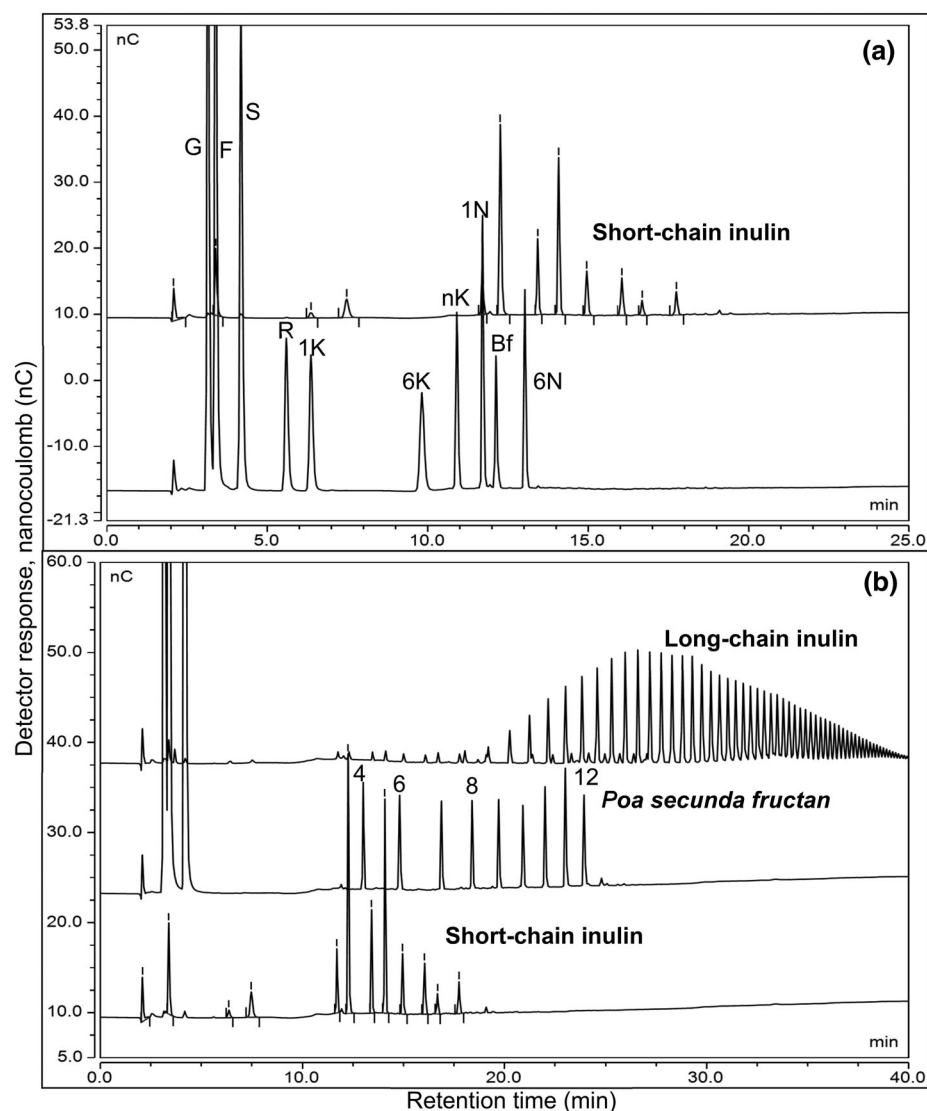 Detector response, nanocoulomb (nC)
53.8
nC
(a)
50.0
40.0
30.0
20.0
10.0
0.0
-10.0
-21.3
G
F
S
R
1K
6K
nK
1N
Bf
6N
Short-chain inulin
min
0.0 5.0 10.0 15.0 20.0 25.0
60.0
nC
(b)
50.0
40.0
30.0
20.0
10.0
5.0
Long-chain inulin
4 6 8 12
Poa secunda fructan
Short-chain inulin
min
0.0 10.0 20.0 30.0 40.0
Retention time (min)